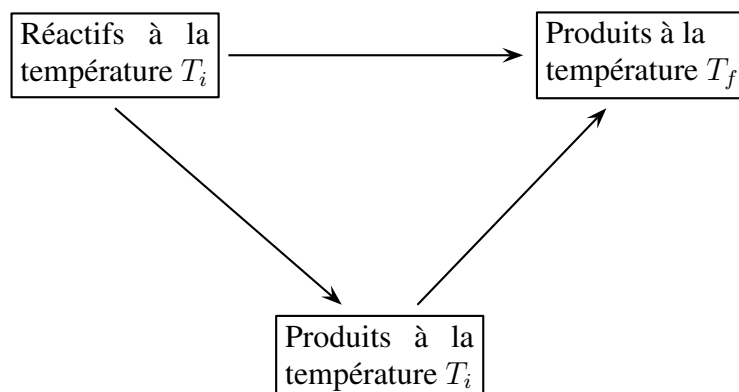 Réactifs à la
température $T_i$
Produits à la
température $T_f$
Produits à la
température $T_i$